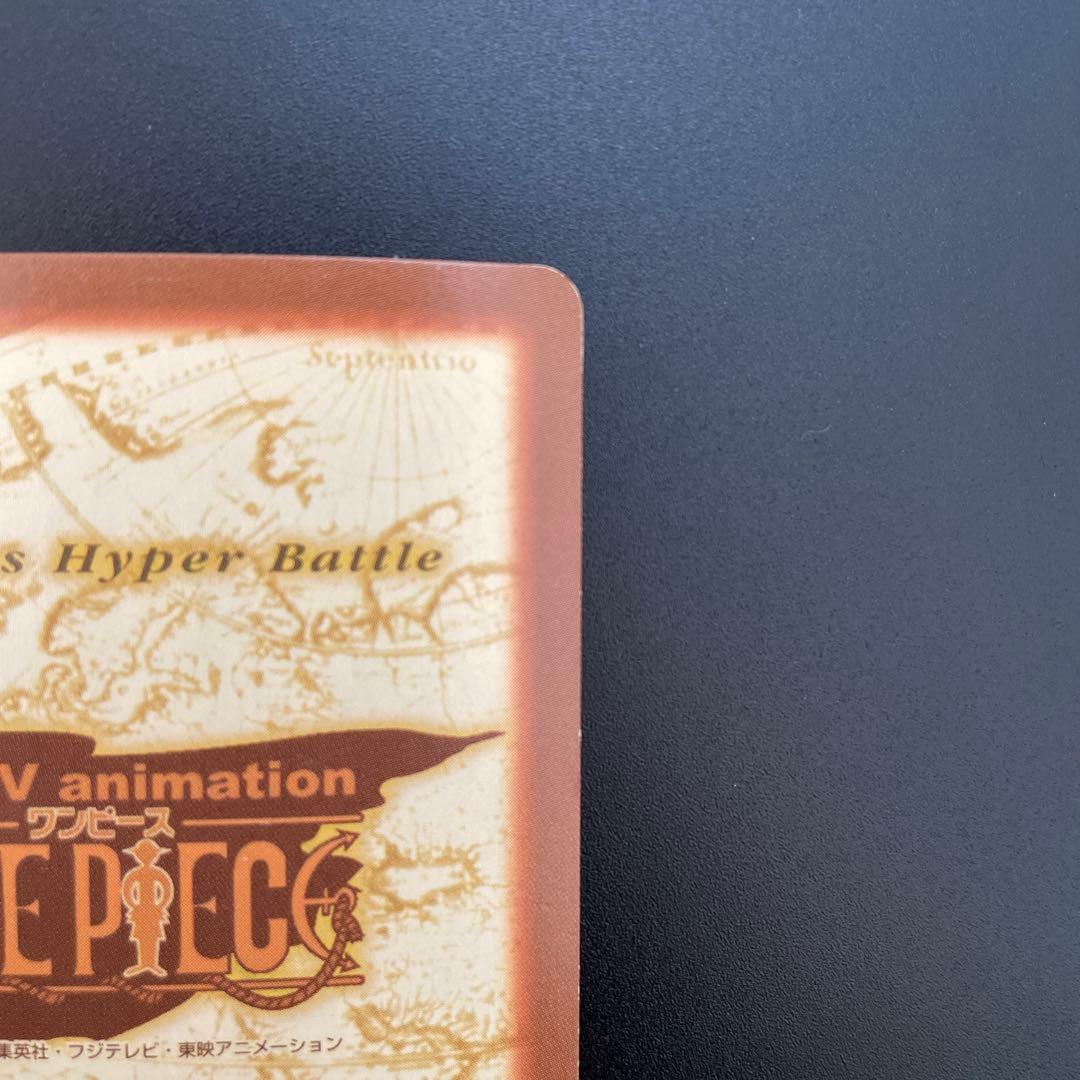 Septentrio
s Hyper Battle
V animation
ワンピース
E PIECE
集英社・フジテレビ・東映アニメーション